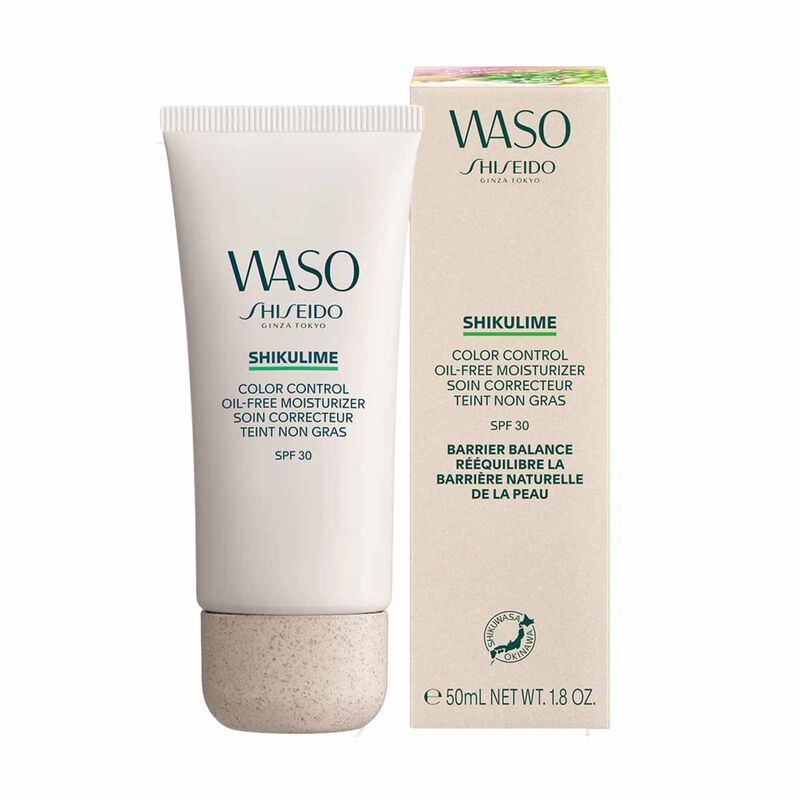 WASO
SHISEIDO
GINZA TOKYO
SHIKULIME
COLOR CONTROL
OIL-FREE MOISTURIZER
SOIN CORRECTEUR
TEINT NON GRAS
SPF 30
WASO
SHISEIDO
GINZA TOKYO
SHIKULIME
COLOR CONTROL
OIL-FREE MOISTURIZER
SOIN CORRECTEUR
TEINT NON GRAS
SPF 30
BARRIER BALANCE
RÉÉQUILIBRE LA
BARRIÈRE NATURELLE
DE LA PEAU
SHIKUWASA
OKINAWA
℮ 50mL NET WT. 1.8 OZ.